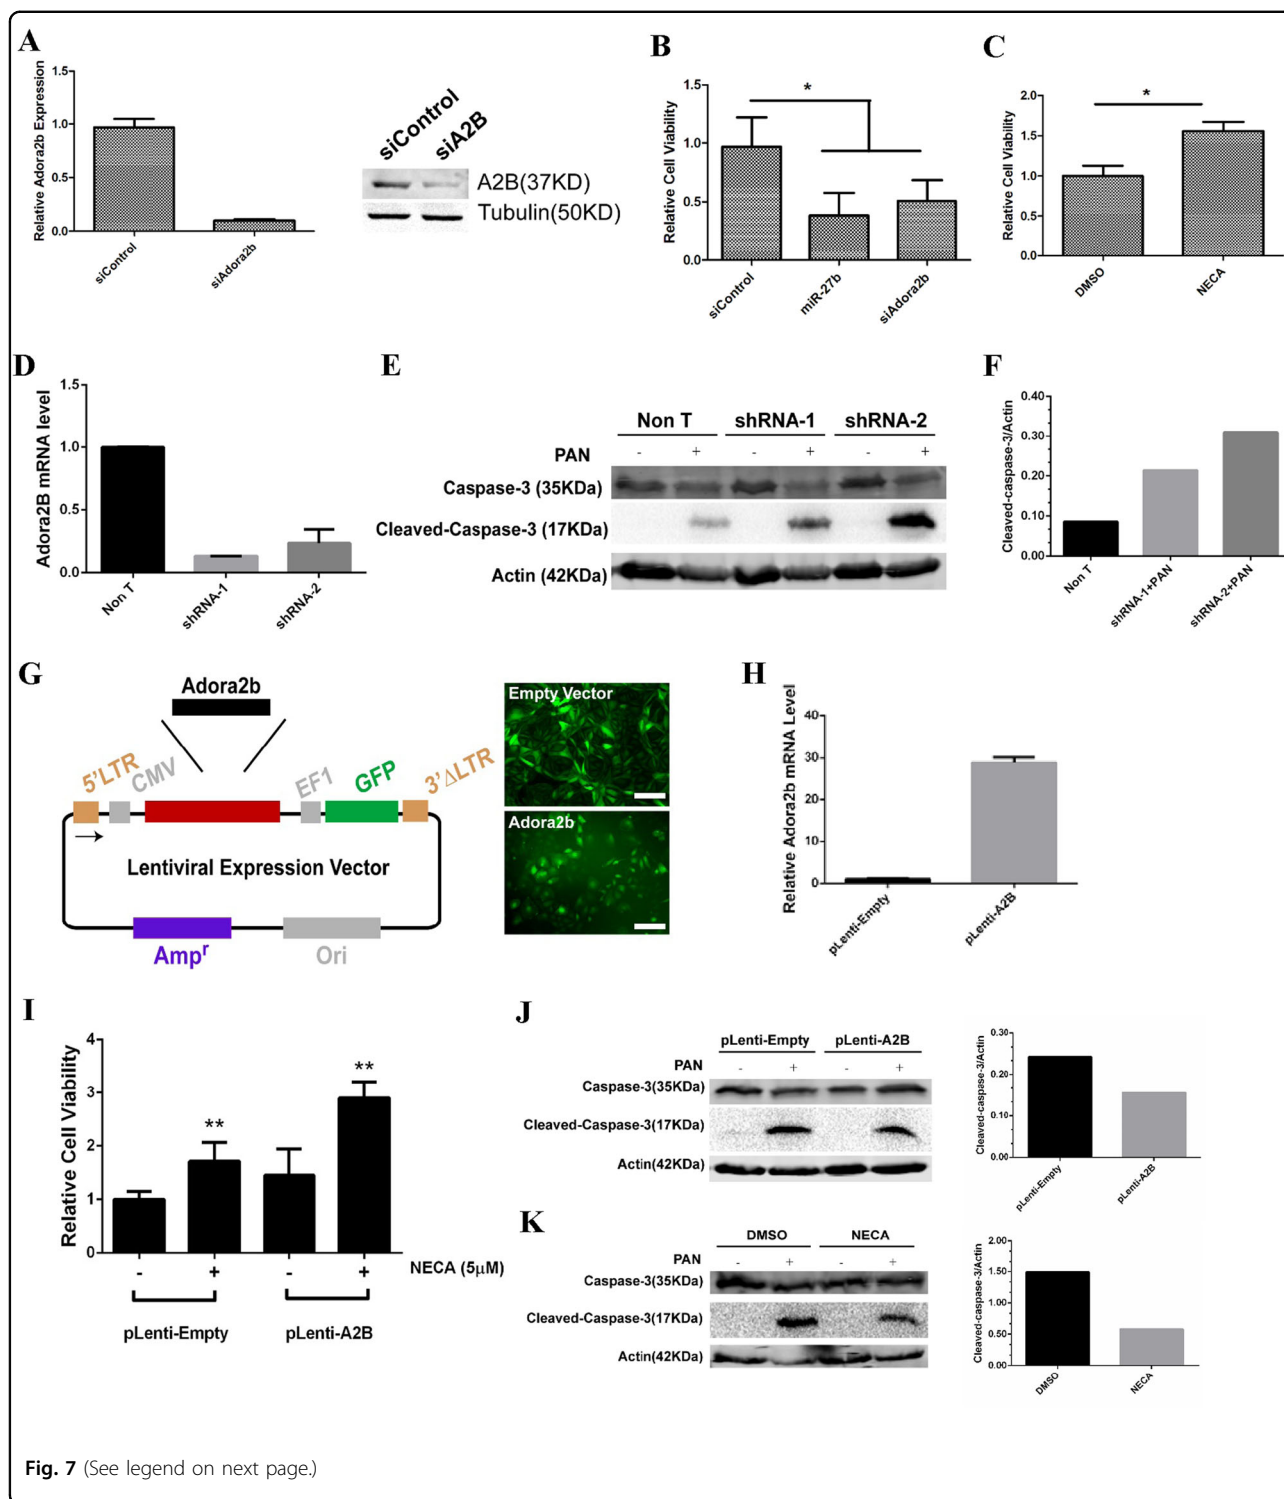 A
Relative Adora2b Expression
1.5
1.0
0.5
0.0
siControl
siAdora2b
siControl
siA2B
A2B(37KD)
Tubulin(50KD)
B
Relative Cell Viability
1.5
1.0
0.5
0.0
*
siControl
miR-27b
siAdora2b
C
Relative Cell Viability
2.0
1.5
1.0
0.5
0.0
*
DMSO
NECA
D
Adora2B mRNA level
1.5
1.0
0.5
0.0
Non T
shRNA-1
shRNA-2
E
Non T shRNA-1 shRNA-2
PAN - + - + - +
Caspase-3 (35KDa)
Cleaved-Caspase-3 (17KDa)
Actin (42KDa)
F
Cleaved-caspase-3/Actin
0.40
0.30
0.20
0.10
0.00
Non T
shRNA-1+PAN
shRNA-2+PAN
G
Adora2b
5'LTR
CMV
EF1
GFP
3'ΔLTR
Lentiviral Expression Vector
Ampr
Ori
Empty Vector
Adora2b
H
Relative Adora2b mRNA Level
40
30
20
10
0
pLenti-Empty
pLenti-A2B
I
Relative Cell Viability
4
3
2
1
0
**
**
- + - + NECA (5μM)
pLenti-Empty pLenti-A2B
J
pLenti-Empty pLenti-A2B
PAN - + - +
Caspase-3(35KDa)
Cleaved-Caspase-3(17KDa)
Actin(42KDa)
Cleaved-caspase-3/Actin
0.30
0.20
0.10
0.00
pLenti-Empty
pLenti-A2B
K
DMSO NECA
PAN - + - +
Caspase-3(35KDa)
Cleaved-Caspase-3(17KDa)
Actin(42KDa)
Cleaved-caspase-3/Actin
2.00
1.50
1.00
0.50
0.00
DMSO
NECA
Fig. 7 (See legend on next page.)